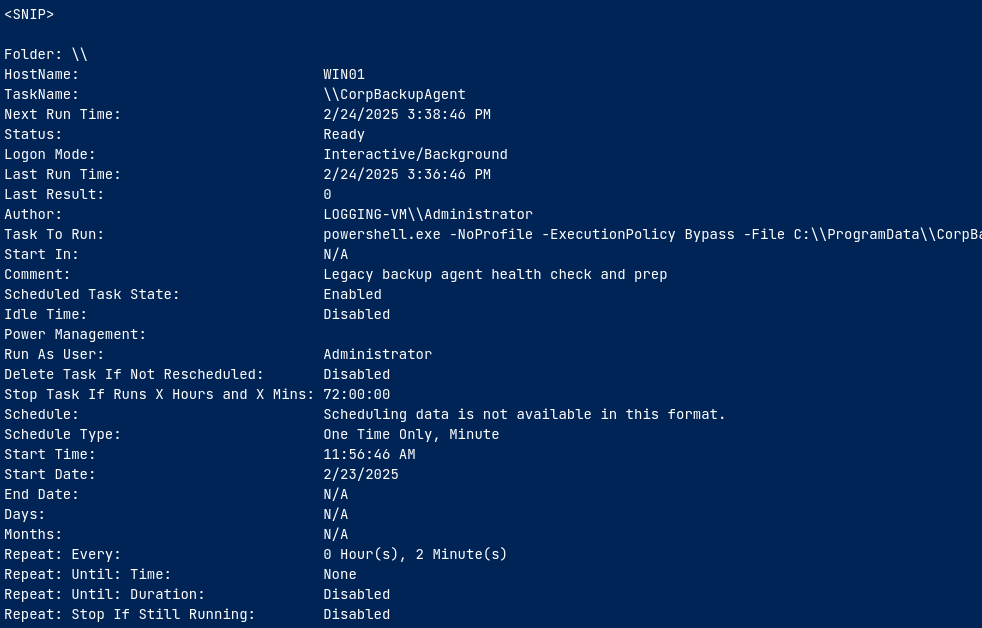 <SNIP>
Folder: \\
HostName: WIN01
TaskName: \\CorpBackupAgent
Next Run Time: 2/24/2025 3:38:46 PM
Status: Ready
Logon Mode: Interactive/Background
Last Run Time: 2/24/2025 3:36:46 PM
Last Result: 0
Author: LOGGING-VM\\Administrator
Task To Run: powershell.exe -NoProfile -ExecutionPolicy Bypass -File C:\\ProgramData\\CorpBa
Start In: N/A
Comment: Legacy backup agent health check and prep
Scheduled Task State: Enabled
Idle Time: Disabled
Power Management:
Run As User: Administrator
Delete Task If Not Rescheduled: Disabled
Stop Task If Runs X Hours and X Mins: 72:00:00
Schedule: Scheduling data is not available in this format.
Schedule Type: One Time Only, Minute
Start Time: 11:56:46 AM
Start Date: 2/23/2025
End Date: N/A
Days: N/A
Months: N/A
Repeat: Every: 0 Hour(s), 2 Minute(s)
Repeat: Until: Time: None
Repeat: Until: Duration: Disabled
Repeat: Stop If Still Running: Disabled